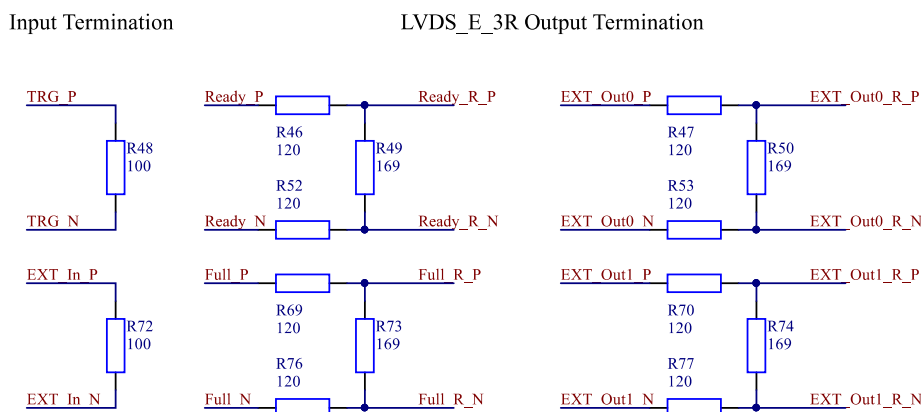 Input Termination
LVDS_E_3R Output Termination
TRG_P
Ready_P
Ready_R_P
EXT_Out0_P
EXT_Out0_R_P
R46
120
R47
120
R48
100
R49
169
R50
169
R52
120
R53
120
TRG_N
Ready_N
Ready_R_N
EXT_Out0_N
EXT_Out0_R_N
EXT_In_P
Full_P
Full_R_P
EXT_Out1_P
EXT_Out1_R_P
R69
120
R70
120
R72
100
R73
169
R74
169
R76
120
R77
120
EXT_In_N
Full_N
Full_R_N
EXT_Out1_N
EXT_Out1_R_N